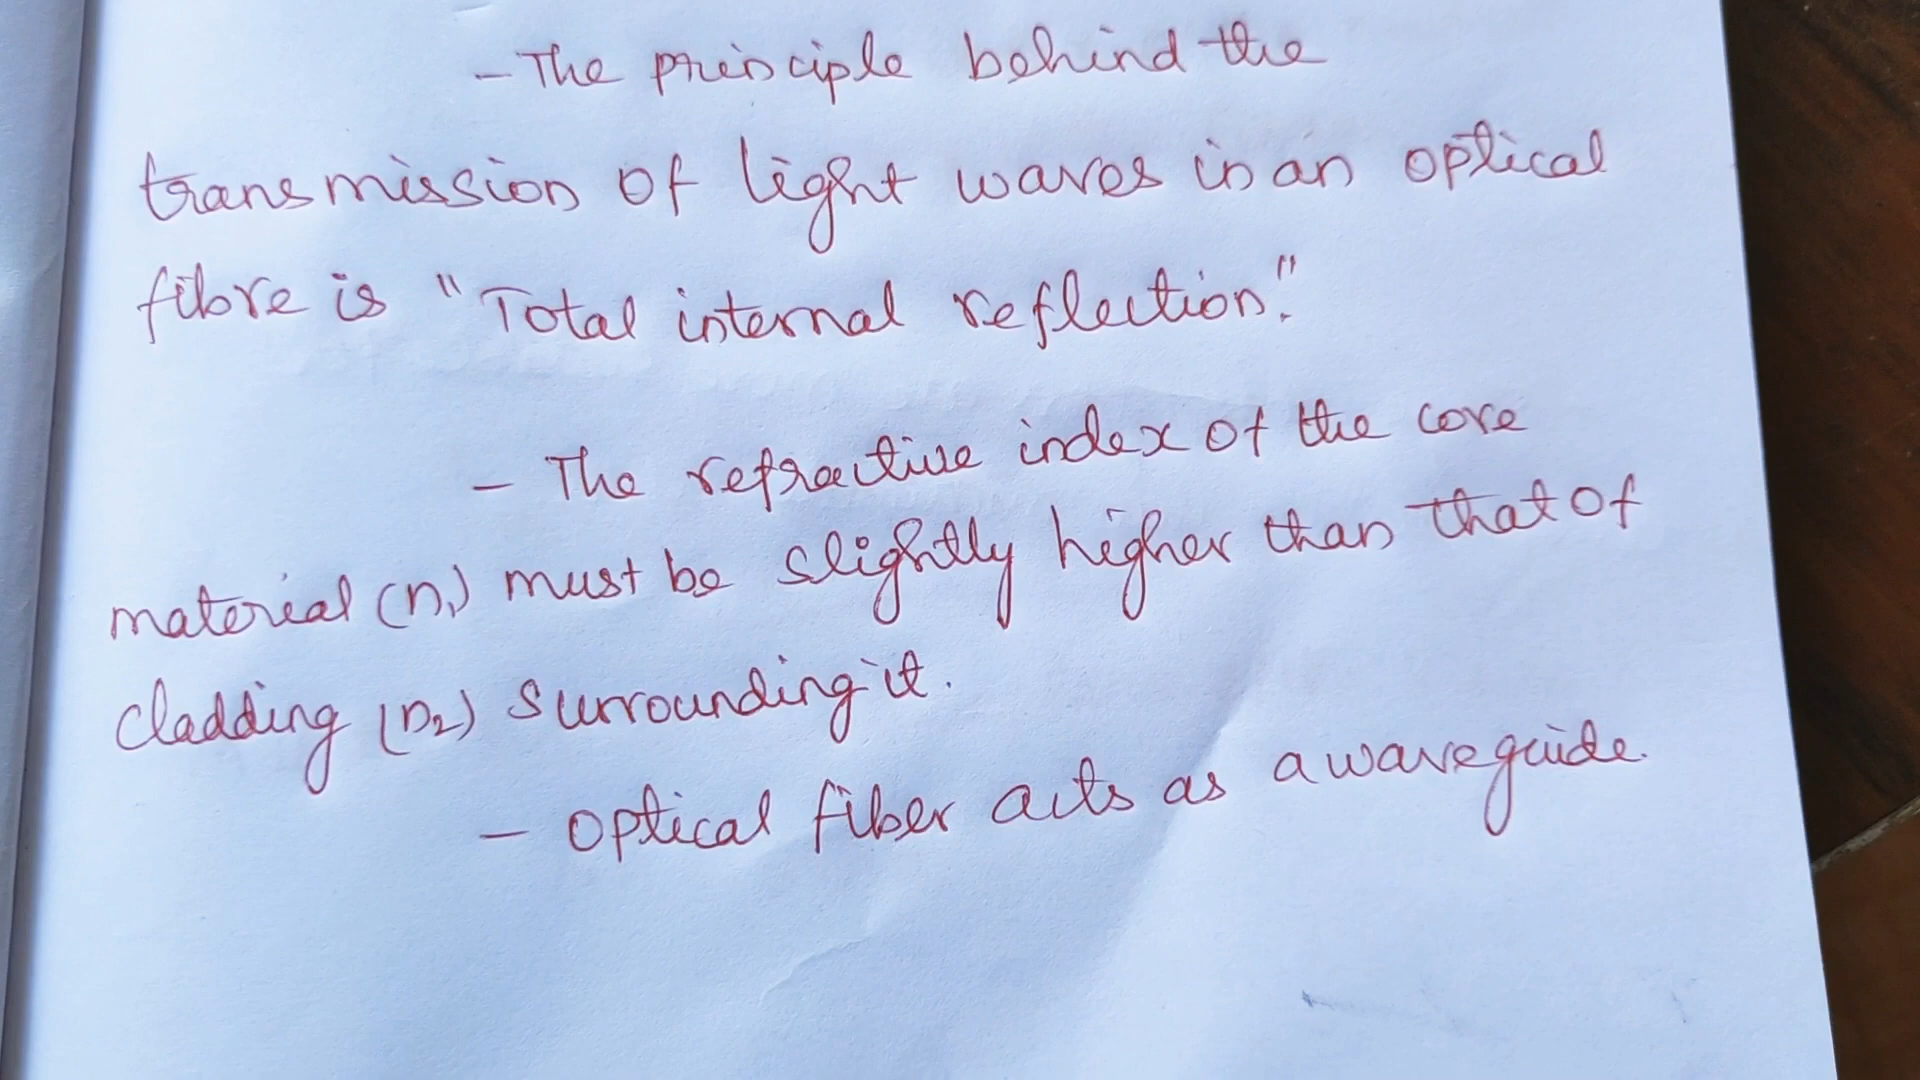 - The principle behind the
transmission of light waves in an optical
fibre is "Total internal reflection."
- The refractive index of the core
material (n₁) must be slightly higher than that of
cladding (n₂) surrounding it.
- Optical fiber acts as a waveguide.